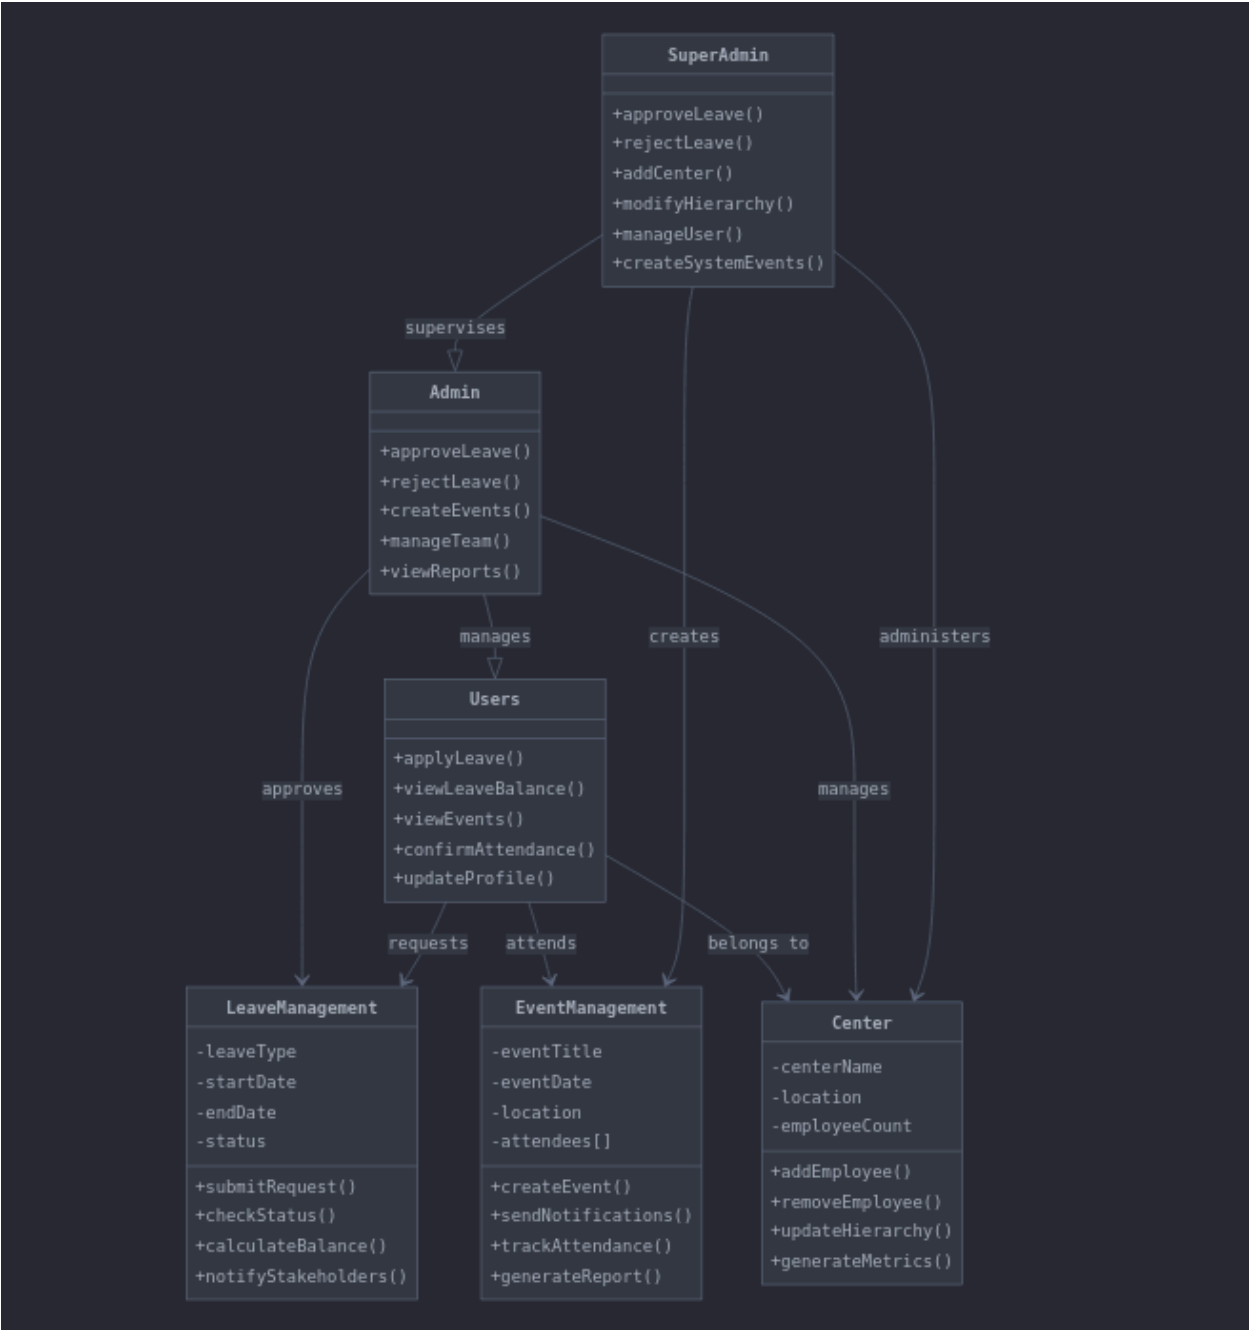 SuperAdmin
+approveLeave()
+rejectLeave()
+addCenter()
+modifyHierarchy()
+manageUser()
+createSystemEvents()
supervises
Admin
+approveLeave()
+rejectLeave()
+createEvents()
+manageTeam()
+viewReports()
manages
creates
administers
Users
+applyLeave()
+viewLeaveBalance()
+viewEvents()
+confirmAttendance()
+updateProfile()
approves
manages
requests
attends
belongs to
LeaveManagement
-leaveType
-startDate
-endDate
-status
+submitRequest()
+checkStatus()
+calculateBalance()
+notifyStakeholders()
EventManagement
-eventTitle
-eventDate
-location
-attendees[]
+createEvent()
+sendNotifications()
+trackAttendance()
+generateReport()
Center
-centerName
-location
-employeeCount
+addEmployee()
+removeEmployee()
+updateHierarchy()
+generateMetrics()